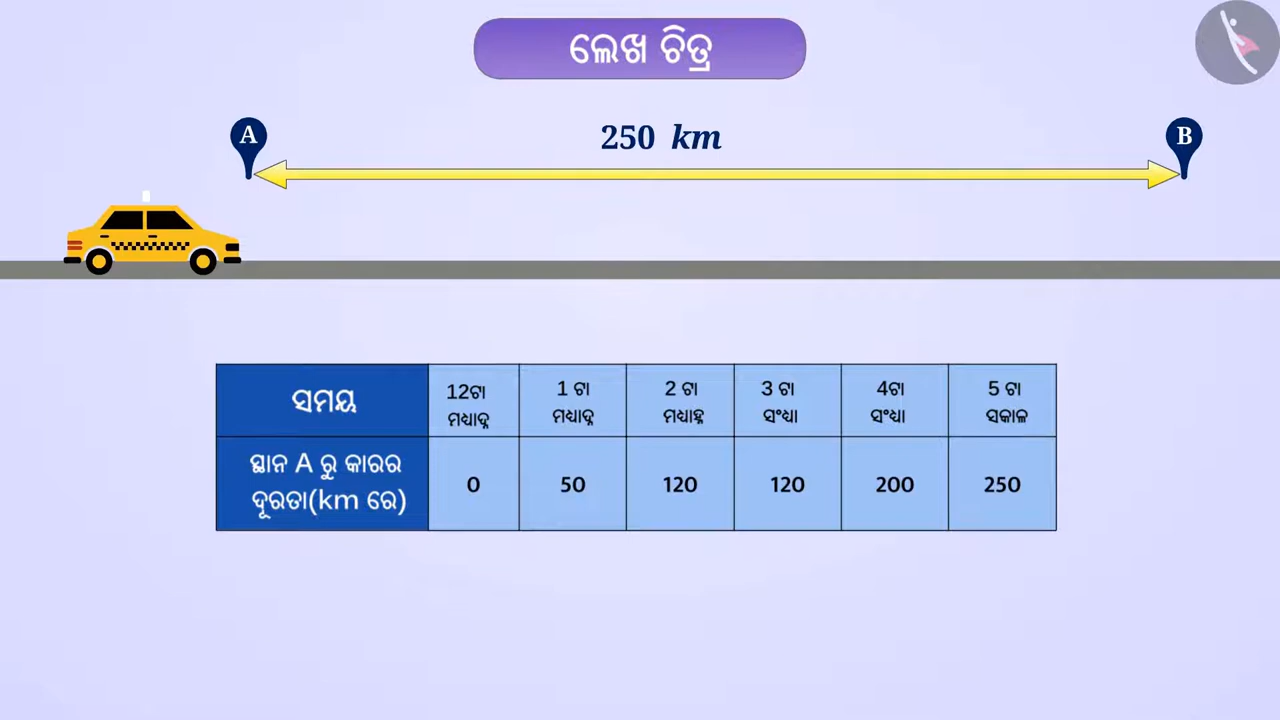 ଲେଖ ଚିତ୍ର
A
250 km
B
ସମୟ
12ଟା ମଧ୍ୟାହ୍ନ
1 ଟା ମଧ୍ୟାହ୍ନ
2 ଟା ମଧ୍ୟାହ୍ନ
3 ଟା ସଂଧ୍ୟା
4ଟା ସଂଧ୍ୟା
5 ଟା ସକାଳ
ସ୍ଥାନ A ରୁ କାରର
ଦୂରତା(km ରେ)
0
50
120
120
200
250